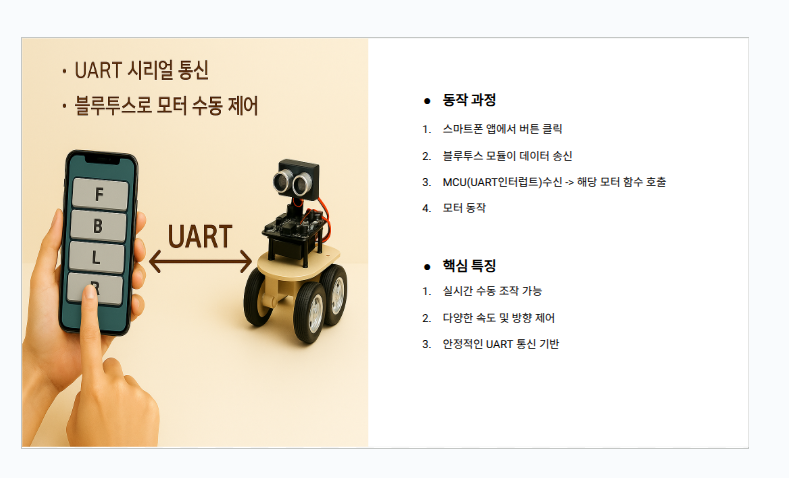 • UART 시리얼 통신
• 블루투스로 모터 수동 제어
F
B
L
R
UART
● 동작 과정
1. 스마트폰 앱에서 버튼 클릭
2. 블루투스 모듈이 데이터 송신
3. MCU(UART인터럽트)수신 -> 해당 모터 함수 호출
4. 모터 동작
● 핵심 특징
1. 실시간 수동 조작 가능
2. 다양한 속도 및 방향 제어
3. 안정적인 UART 통신 기반